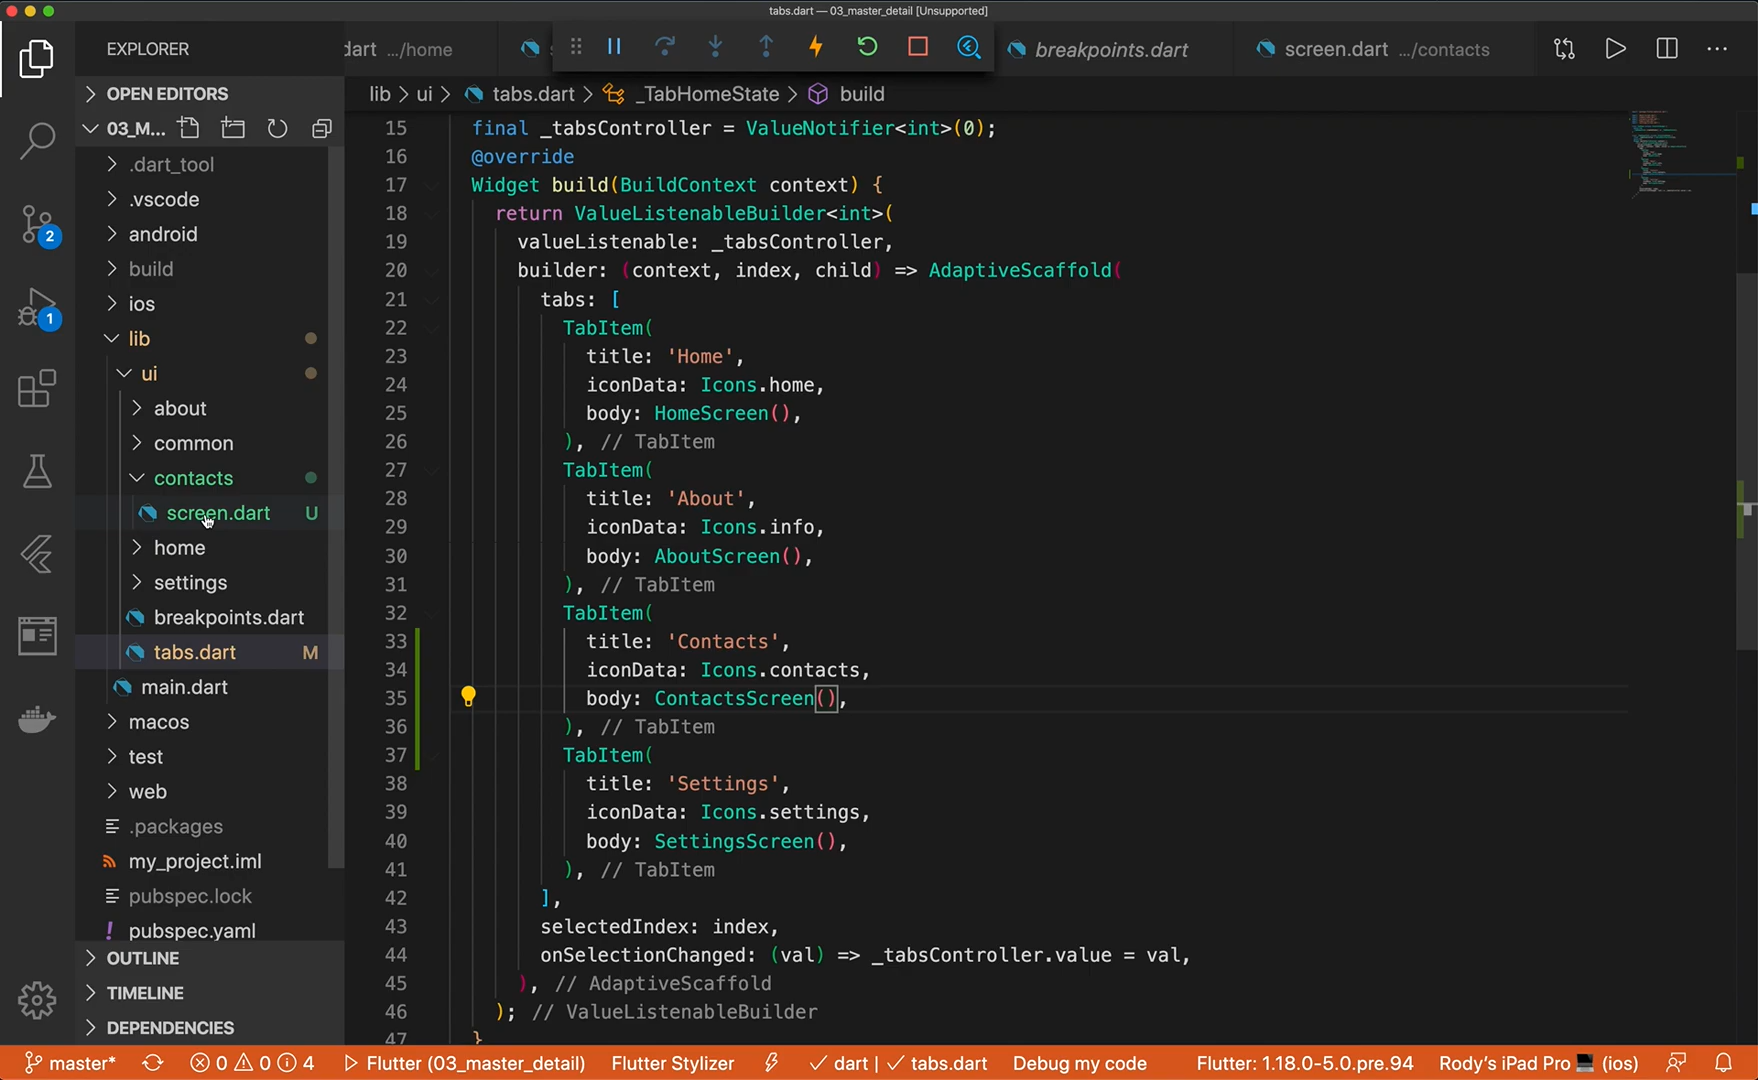 tabs.dart — 03_master_detail [Unsupported]
EXPLORER
dart .../home
breakpoints.dart
screen.dart .../contacts
OPEN EDITORS
lib > ui > tabs.dart > _TabHomeState > build
03_M...
.dart_tool
.vscode
android
build
ios
lib
ui
about
common
contacts
screen.dart U
home
settings
breakpoints.dart
tabs.dart M
main.dart
macos
test
web
.packages
my_project.iml
pubspec.lock
pubspec.yaml
OUTLINE
TIMELINE
DEPENDENCIES
2
1
15 final _tabsController = ValueNotifier<int>(0);
16 @override
17 Widget build(BuildContext context) {
18 return ValueListenableBuilder<int>(
19 valueListenable: _tabsController,
20 builder: (context, index, child) => AdaptiveScaffold(
21 tabs: [
22 TabItem(
23 title: 'Home',
24 iconData: Icons.home,
25 body: HomeScreen(),
26 ), // TabItem
27 TabItem(
28 title: 'About',
29 iconData: Icons.info,
30 body: AboutScreen(),
31 ), // TabItem
32 TabItem(
33 title: 'Contacts',
34 iconData: Icons.contacts,
35 body: ContactsScreen(),
36 ), // TabItem
37 TabItem(
38 title: 'Settings',
39 iconData: Icons.settings,
40 body: SettingsScreen(),
41 ), // TabItem
42 ],
43 selectedIndex: index,
44 onSelectionChanged: (val) => _tabsController.value = val,
45 ), // AdaptiveScaffold
46 ); // ValueListenableBuilder
47 }
master* 0 0 4 Flutter (03_master_detail) Flutter Stylizer ✓ dart | ✓ tabs.dart Debug my code Flutter: 1.18.0-5.0.pre.94 Rody's iPad Pro (ios)